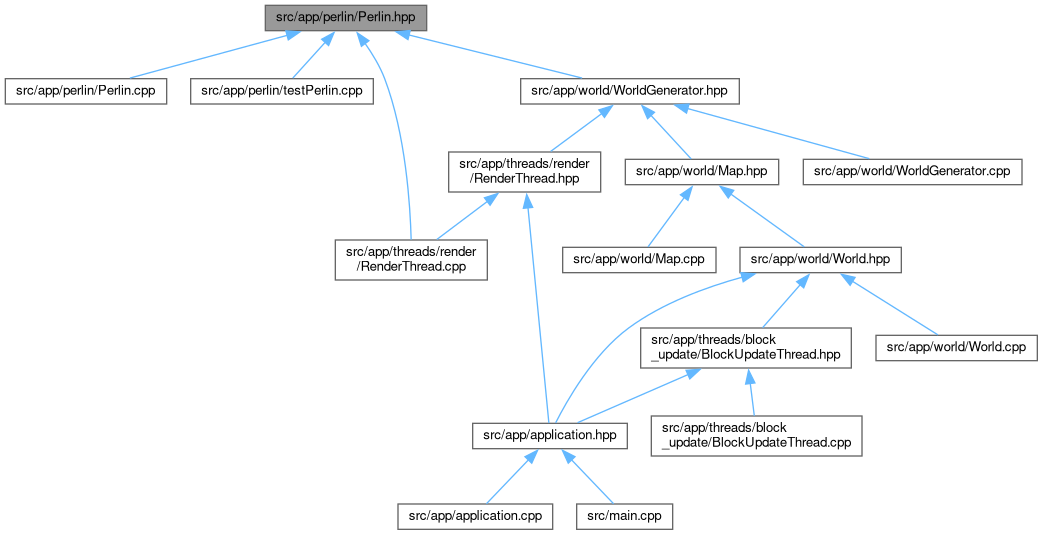 src/app/perlin/Perlin.hpp
src/app/perlin/Perlin.cpp
src/app/perlin/testPerlin.cpp
src/app/world/WorldGenerator.hpp
src/app/threads/render
/RenderThread.hpp
src/app/world/Map.hpp
src/app/world/WorldGenerator.cpp
src/app/threads/render
/RenderThread.cpp
src/app/world/Map.cpp
src/app/world/World.hpp
src/app/threads/block
_update/BlockUpdateThread.hpp
src/app/world/World.cpp
src/app/application.hpp
src/app/threads/block
_update/BlockUpdateThread.cpp
src/app/application.cpp
src/main.cpp